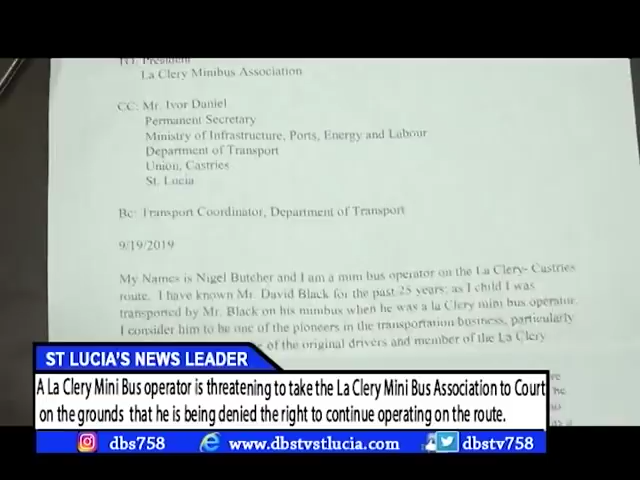 TO: President
La Clery Minibus Association
CC: Mr. Ivor Daniel
Permanent Secretary
Ministry of Infrastructure, Ports, Energy and Labour
Department of Transport
Union, Castries
St. Lucia
Bc: Transport Coordinator, Department of Transport
9/19/2019
My Names is Nigel Butcher and I am a mini bus operator on the La Clery- Castries
route. I have known Mr. David Black for the past 25 years; as I child I was
transported by Mr. Black on his minibus when he was a la Clery mini bus operator.
I consider him to be one of the pioneers in the transportation business, particularly
of the original drivers and member of the La Clery
ST LUCIA'S NEWS LEADER
A La Clery Mini Bus operator is threatening to take the La Clery Mini Bus Association to Court
on the grounds that he is being denied the right to continue operating on the route.
dbs758 www.dbstvstlucia.com dbstv758